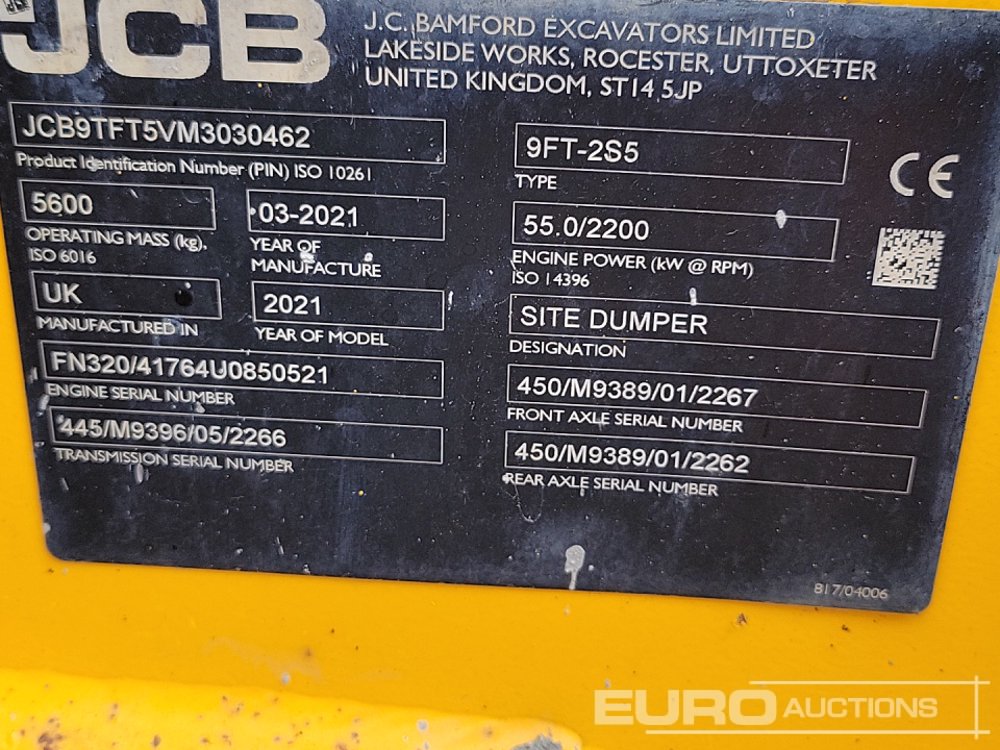 JCB
J.C. BAMFORD EXCAVATORS LIMITED
LAKESIDE WORKS, ROCESTER, UTTOXETER
UNITED KINGDOM, ST14 5JP
JCB9TFT5VM3030462
Product Identification Number (PIN) ISO 10261
5600
OPERATING MASS (kg),
ISO 6016
03-2021
YEAR OF
MANUFACTURE
UK
MANUFACTURED IN
2021
YEAR OF MODEL
FN320/41764U0850521
ENGINE SERIAL NUMBER
445/M9396/05/2266
TRANSMISSION SERIAL NUMBER
9FT-2S5
TYPE
CE
55.0/2200
ENGINE POWER (kW @ RPM)
ISO 14396
SITE DUMPER
DESIGNATION
450/M9389/01/2267
FRONT AXLE SERIAL NUMBER
450/M9389/01/2262
REAR AXLE SERIAL NUMBER
817/04006
EURO AUCTIONS